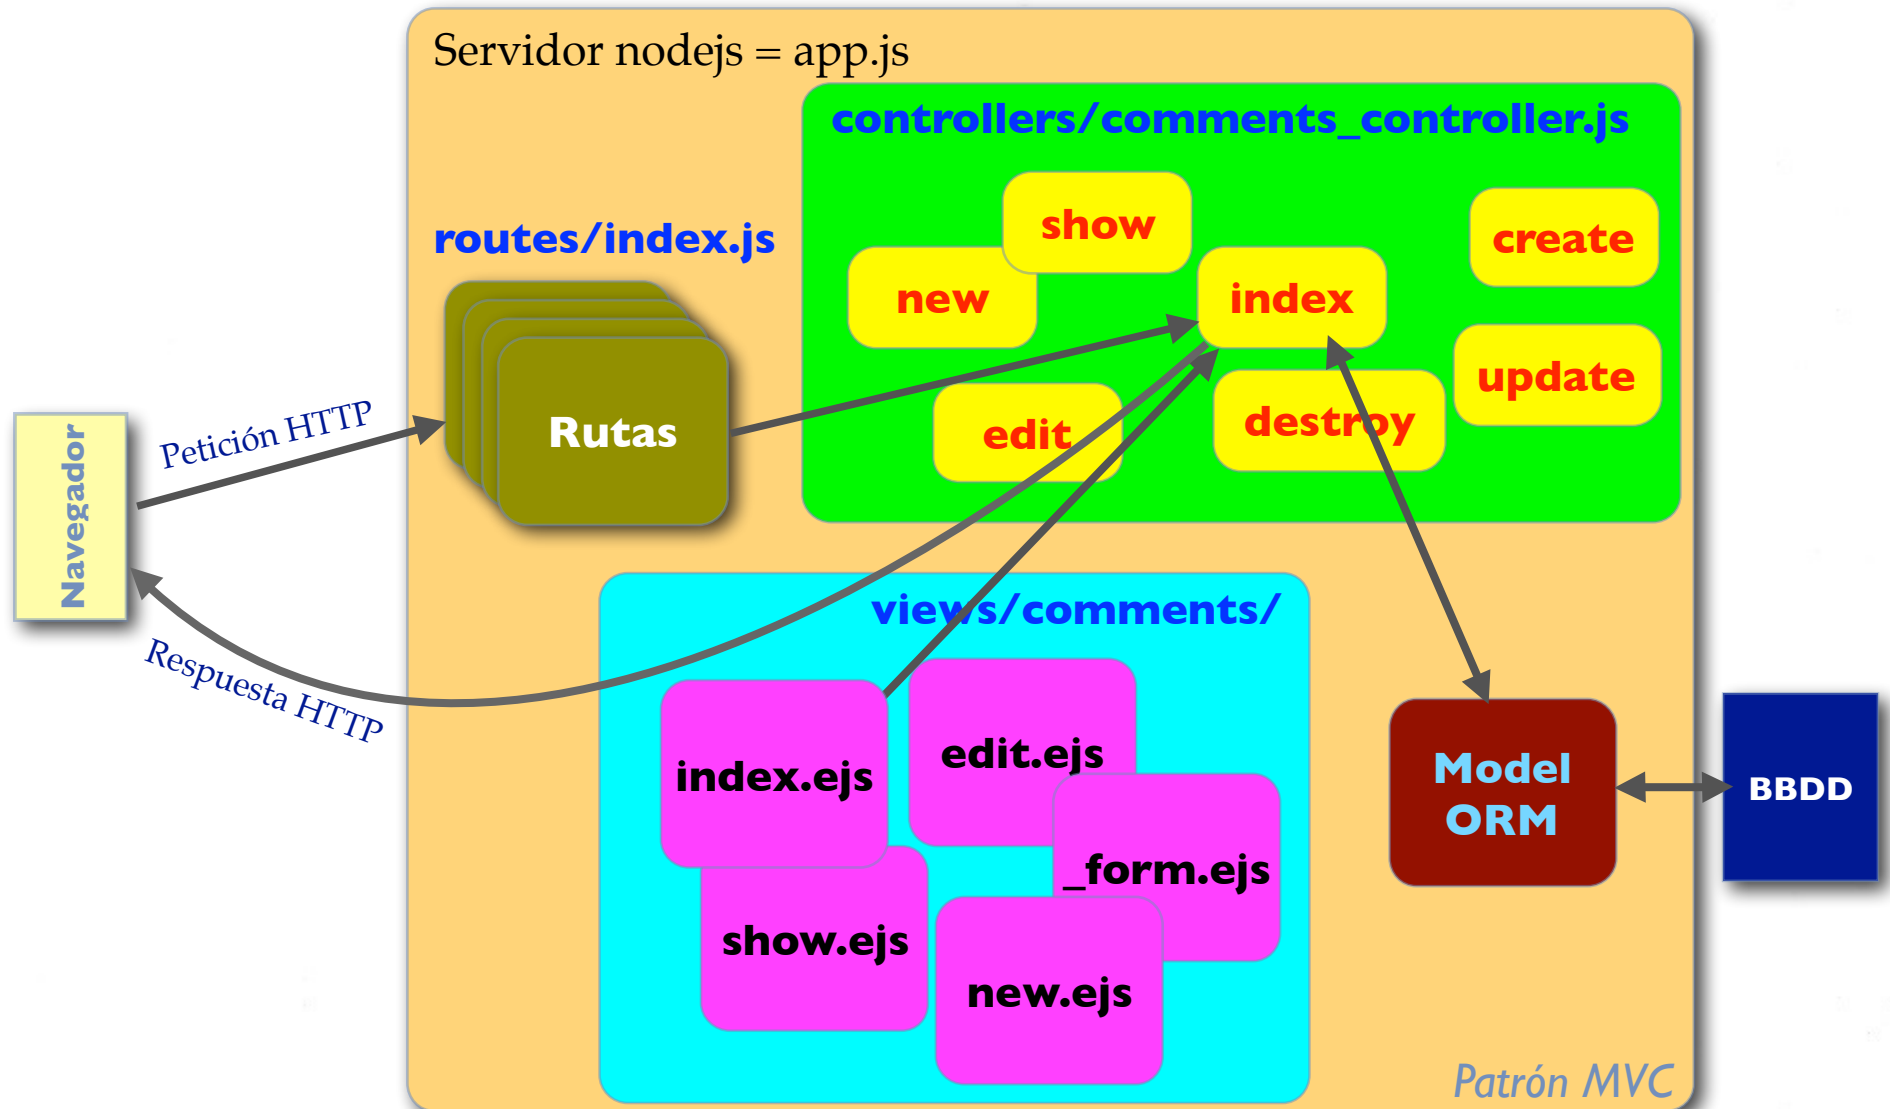 Servidor nodejs = app.js
controllers/comments_controller.js
show
create
routes/index.js
new
index
update
Petición HTTP
Rutas
edit
destroy
Navegador
views/comments/
Respuesta HTTP
index.ejs
edit.ejs
Model
ORM
BBDD
_form.ejs
show.ejs
new.ejs
Patrón MVC